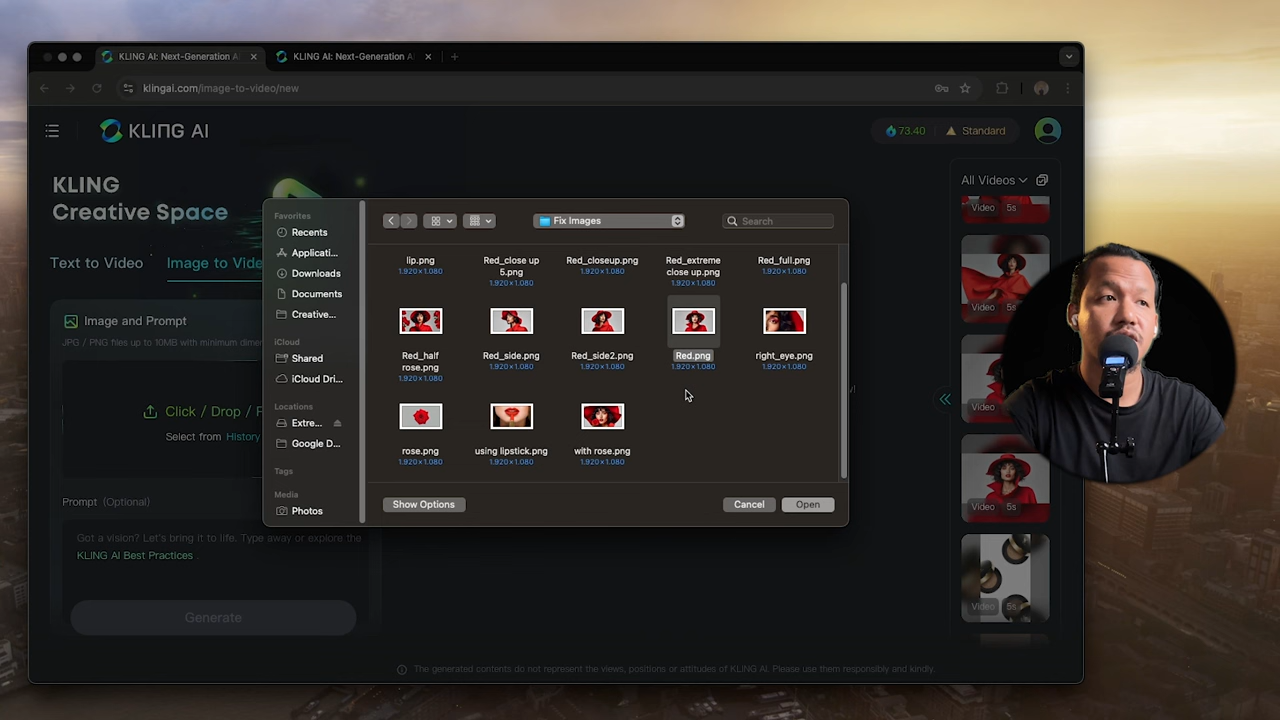 KLING AI: Next-Generation AI
KLING AI: Next-Generation AI
klingai.com/image-to-video/new
KLING AI
73.40
Standard
KLING
Creative Space
Text to Video
Image to Vide
Image and Prompt
JPG / PNG files up to 10MB with minimum dimen
Click / Drop / P
Select from History
Prompt (Optional)
Got a vision? Let's bring it to life. Type away or explore the
KLING AI Best Practices .
Generate
Favorites
Recents
Applicati...
Downloads
Documents
Creative...
iCloud
Shared
iCloud Dri...
Locations
Extre...
Google D...
Tags
Media
Photos
Fix Images
Search
lip.png
1,920×1,080
Red_close up
5.png
1,920×1,080
Red_closeup.png
1,920×1,080
Red_extreme
close up.png
1,920×1,080
Red_full.png
1,920×1,080
Red_half
rose.png
1,920×1,080
Red_side.png
1,920×1,080
Red_side2.png
1,920×1,080
Red.png
1,920×1,080
right_eye.png
1,920×1,080
rose.png
1,920×1,080
using lipstick.png
1,920×1,080
with rose.png
1,920×1,080
Show Options
Cancel
Open
All Videos
Video 5s
Video 5s
Video
Video 5s
Video 5s
The generated contents do not represent the views, positions or attitudes of KLING AI. Please use them responsibly and kindly.